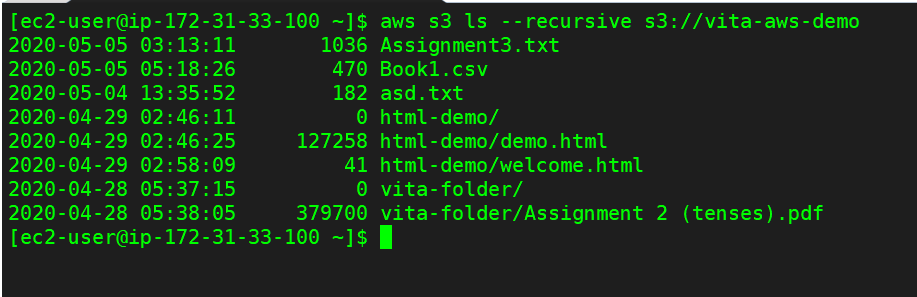 [ec2-user@ip-172-31-33-100 ~]$ aws s3 ls --recursive s3://vita-aws-demo
2020-05-05 03:13:11       1036 Assignment3.txt
2020-05-05 05:18:26        470 Book1.csv
2020-05-04 13:35:52        182 asd.txt
2020-04-29 02:46:11          0 html-demo/
2020-04-29 02:46:25     127258 html-demo/demo.html
2020-04-29 02:58:09         41 html-demo/welcome.html
2020-04-28 05:37:15          0 vita-folder/
2020-04-28 05:38:05     379700 vita-folder/Assignment 2 (tenses).pdf
[ec2-user@ip-172-31-33-100 ~]$